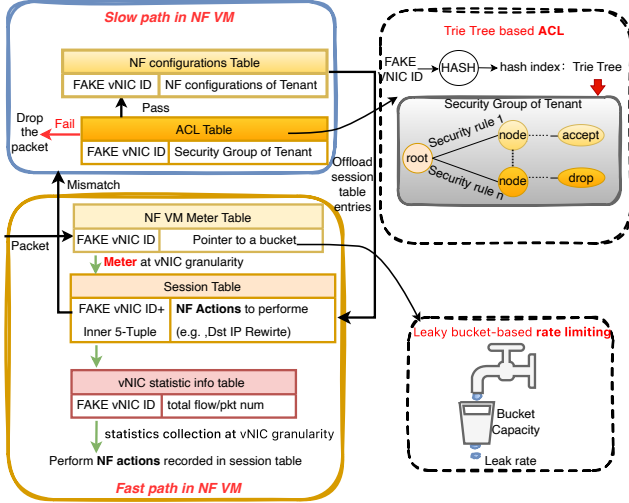 Slow path in NF VM
NF configurations Table
FAKE vNIC ID
NF configurations of Tenant
Pass
Drop
the
packet
Fail
ACL Table
FAKE vNIC ID
Security Group of Tenant
Mismatch
Offload
session
table
entries
Packet
NF VM Meter Table
FAKE vNIC ID
Pointer to a bucket
Meter at vNIC granularity
Session Table
FAKE vNIC ID+
Inner 5-Tuple
NF Actions to performe
(e.g. ,Dst IP Rewirte)
vNIC statistic info table
FAKE vNIC ID
total flow/pkt num
statistics collection at vNIC granularity
Perform NF actions recorded in session table
Fast path in NF VM
Trie Tree based ACL
FAKE
VNIC ID
HASH
hash index: Trie Tree
Security Group of Tenant
Security rule 1
root
node
accept
Security rule n
node
drop
Leaky bucket-based rate limiting
Bucket
Capacity
Leak rate